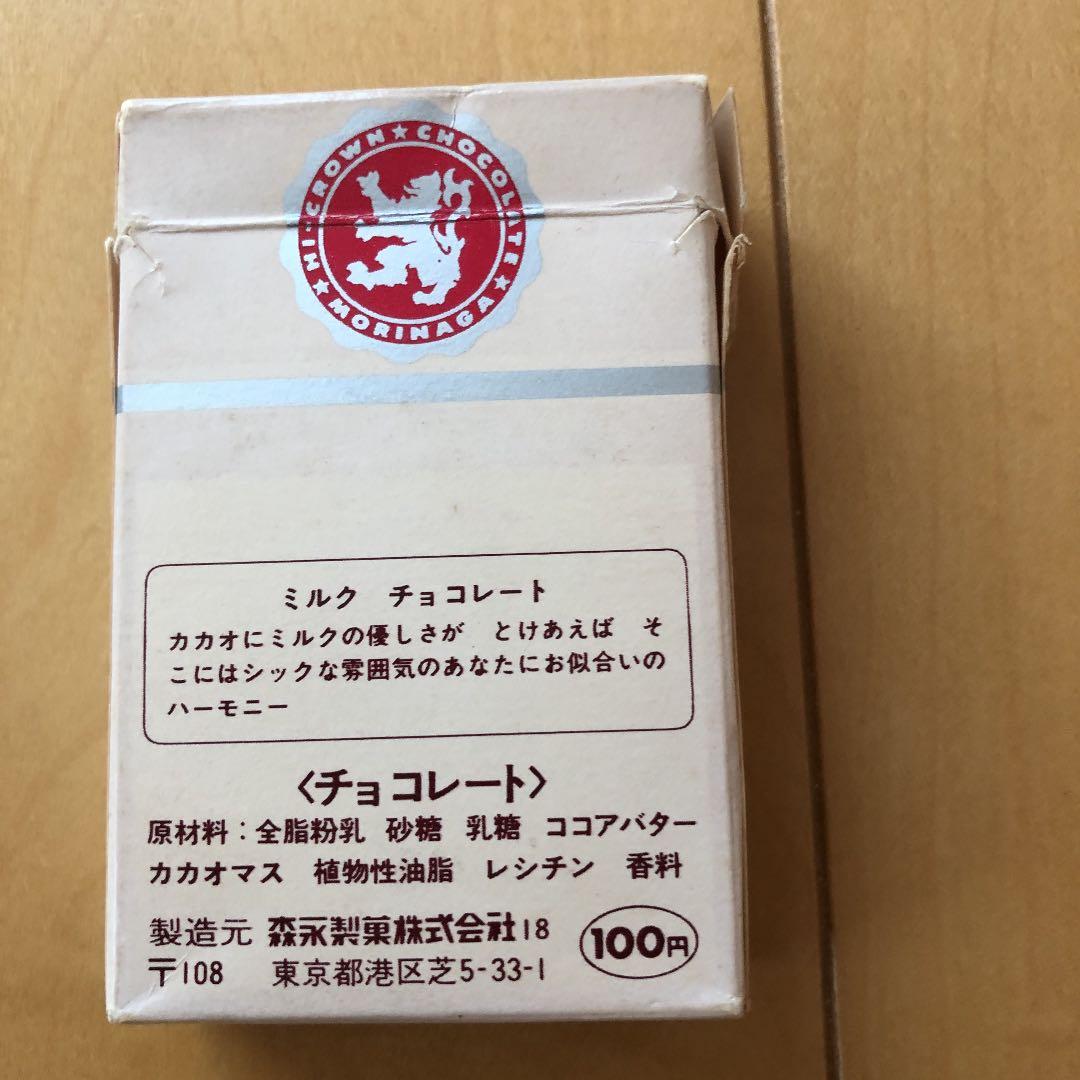 HI-CROWN★CHOCOLATE★MORINAGA★
ミルク チョコレート
カカオにミルクの優しさが とけあえば そ
こにはシックな雰囲気のあなたにお似合いの
ハーモニー
〈チョコレート〉
原材料:全脂粉乳 砂糖 乳糖 ココアバター
カカオマス 植物性油脂 レシチン 香料
製造元 森永製菓株式会社18
〒108 東京都港区芝5-33-1
100円